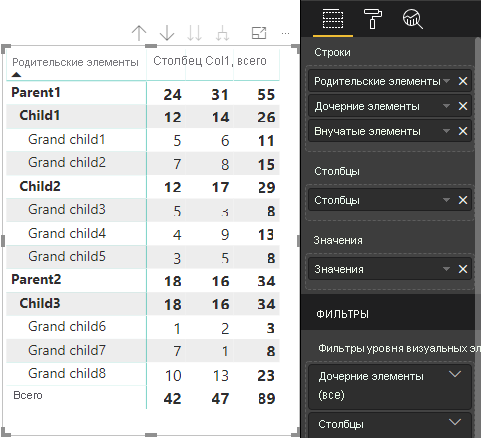 Родительские элементы Столбец Col1, всего
Parent1 24 31 55
Child1 12 14 26
Grand child1 5 6 11
Grand child2 7 8 15
Child2 12 17 29
Grand child3 5 3 8
Grand child4 4 9 13
Grand child5 3 5 8
Parent2 18 16 34
Child3 18 16 34
Grand child6 1 2 3
Grand child7 7 1 8
Grand child8 10 13 23
Всего 42 47 89
Строки
Родительские элементы
Дочерние элементы
Внучатые элементы
Столбцы
Столбцы
Значения
Значения
ФИЛЬТРЫ
Фильтры уровня визуальных эл
Дочерние элементы
(все)
Столбцы